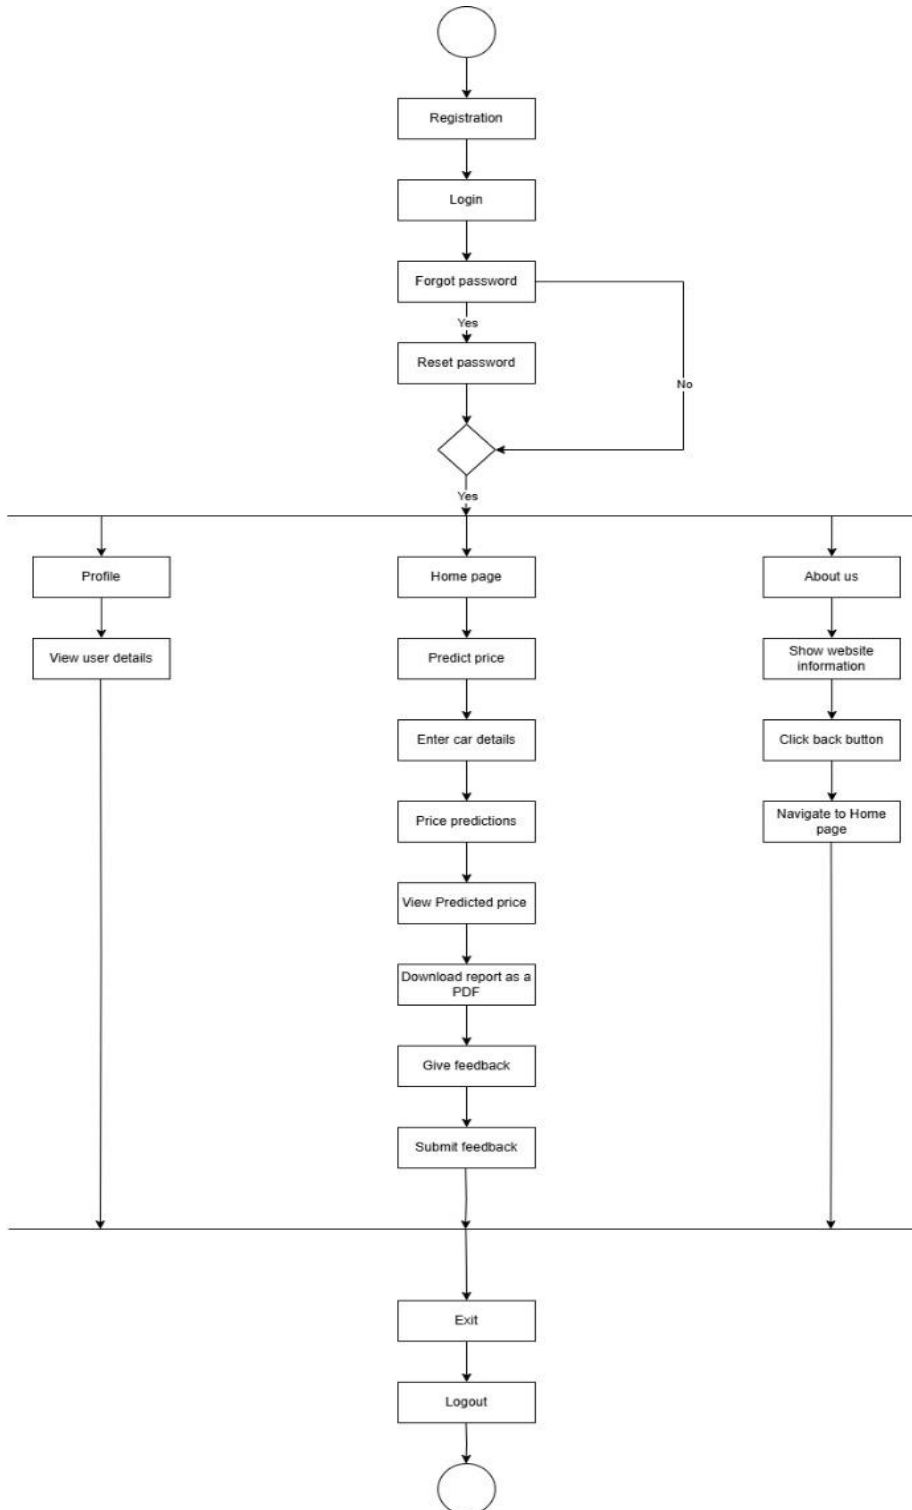 Registration
Login
Forgot password
Yes
Reset password
No
Yes
Profile
Home page
About us
View user details
Predict price
Show website
information
Enter car details
Click back button
Price predictions
Navigate to Home
page
View Predicted price
Download report as a
PDF
Give feedback
Submit feedback
Exit
Logout